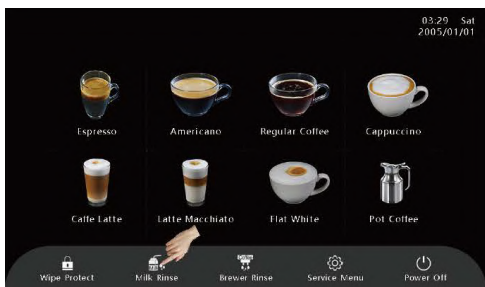 03:29 Sat
2005/01/01
Espresso
Americano
Regular Coffee
Cappuccino
Caffe Latte
Latte Macchiato
Flat White
Pot Coffee
Wipe Protect
Milk Rinse
Brewer Rinse
Service Menu
Power Off